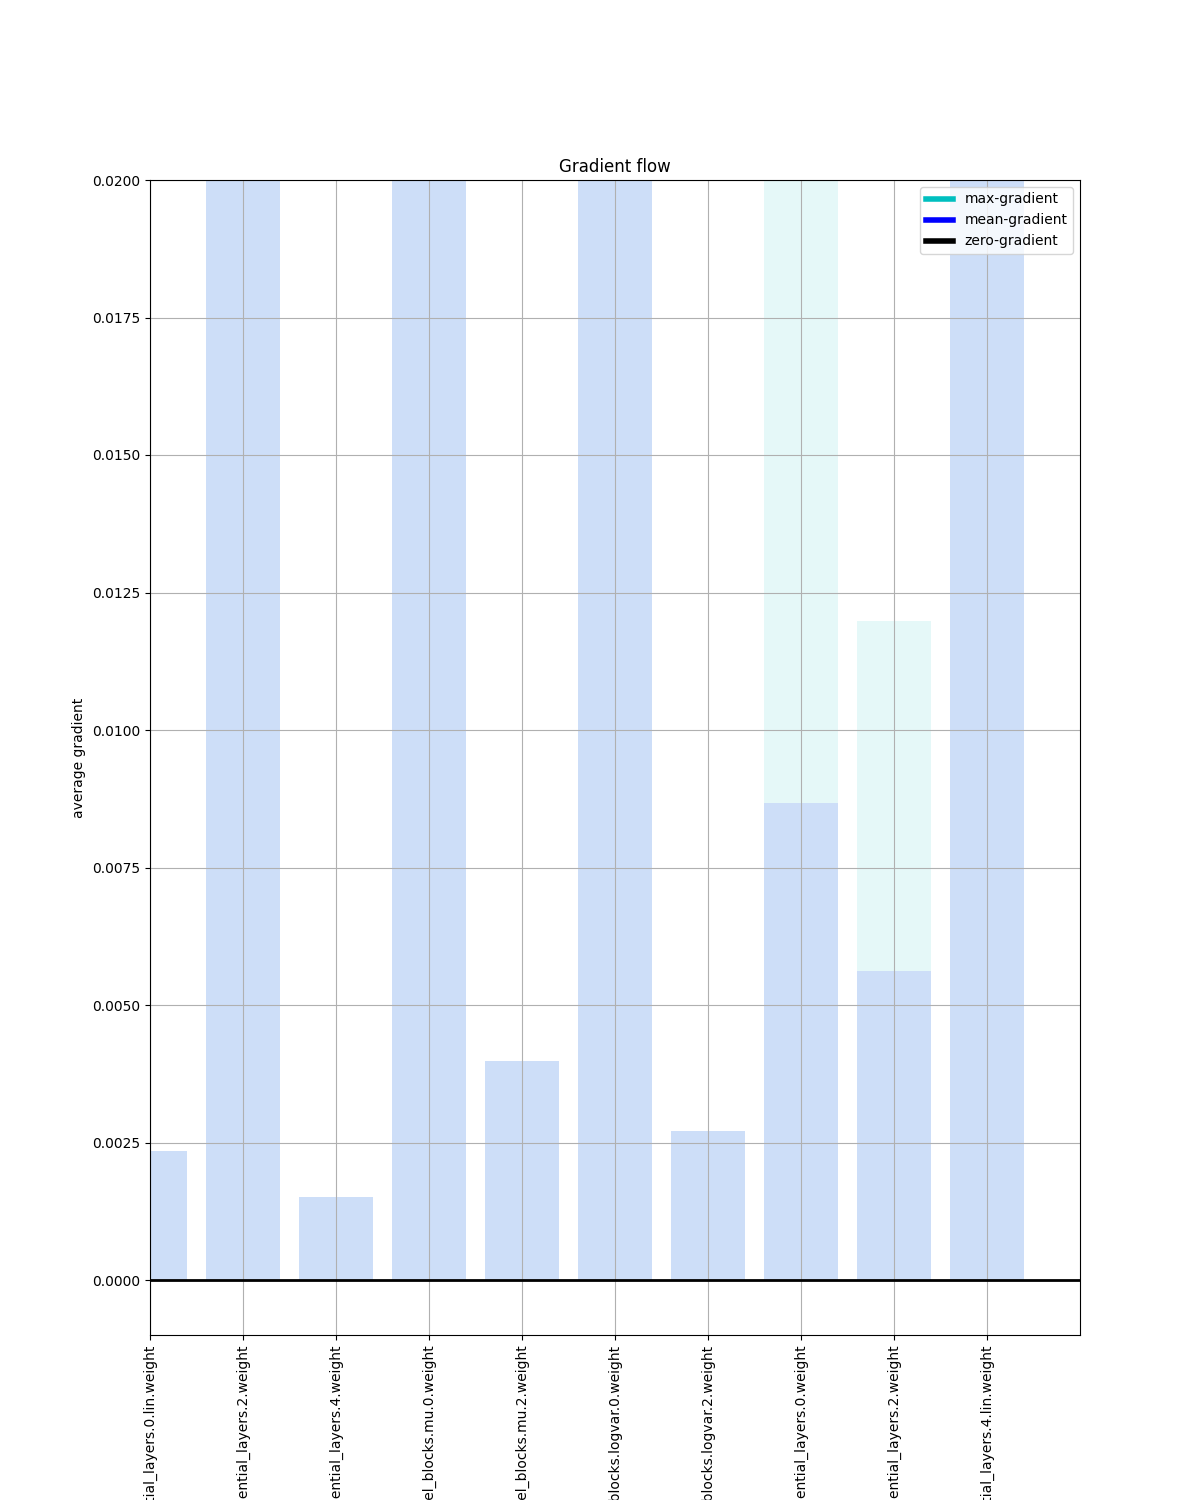 Gradient flow
max-gradient
mean-gradient
zero-gradient
0.0200
0.0175
0.0150
0.0125
0.0100
0.0075
0.0050
0.0025
0.0000
average gradient
tial_layers.0.lin.weight
ential_layers.2.weight
ential_layers.4.weight
el_blocks.mu.0.weight
el_blocks.mu.2.weight
blocks.logvar.0.weight
blocks.logvar.2.weight
ential_layers.0.weight
ential_layers.2.weight
tial_layers.4.lin.weight